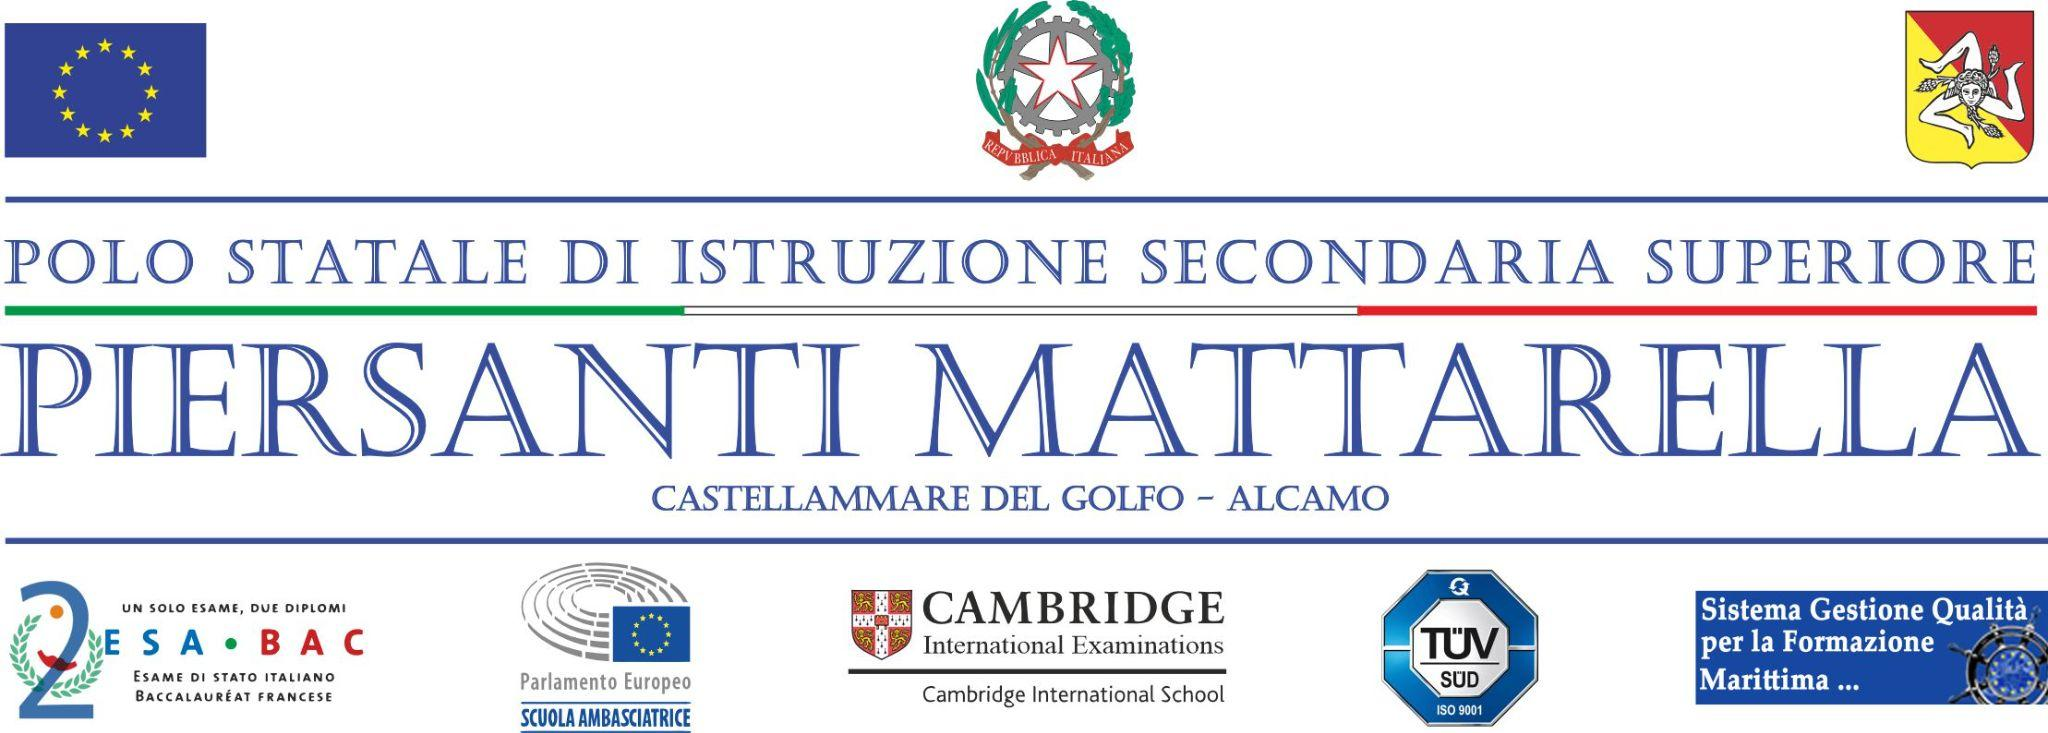 REPVBBLICA ITALIANA
POLO STATALE DI ISTRUZIONE SECONDARIA SUPERIORE
PIERSANTI MATTARELLA
CASTELLAMMARE DEL GOLFO - ALCAMO
2
UN SOLO ESAME, DUE DIPLOMI
ESA • BAC
ESAME DI STATO ITALIANO
BACCALAURÉAT FRANCESE
Parlamento Europeo
SCUOLA AMBASCIATRICE
CAMBRIDGE
International Examinations
Cambridge International School
TÜV
SÜD
ISO 9001
Sistema Gestione Qualità
per la Formazione
Marittima ...